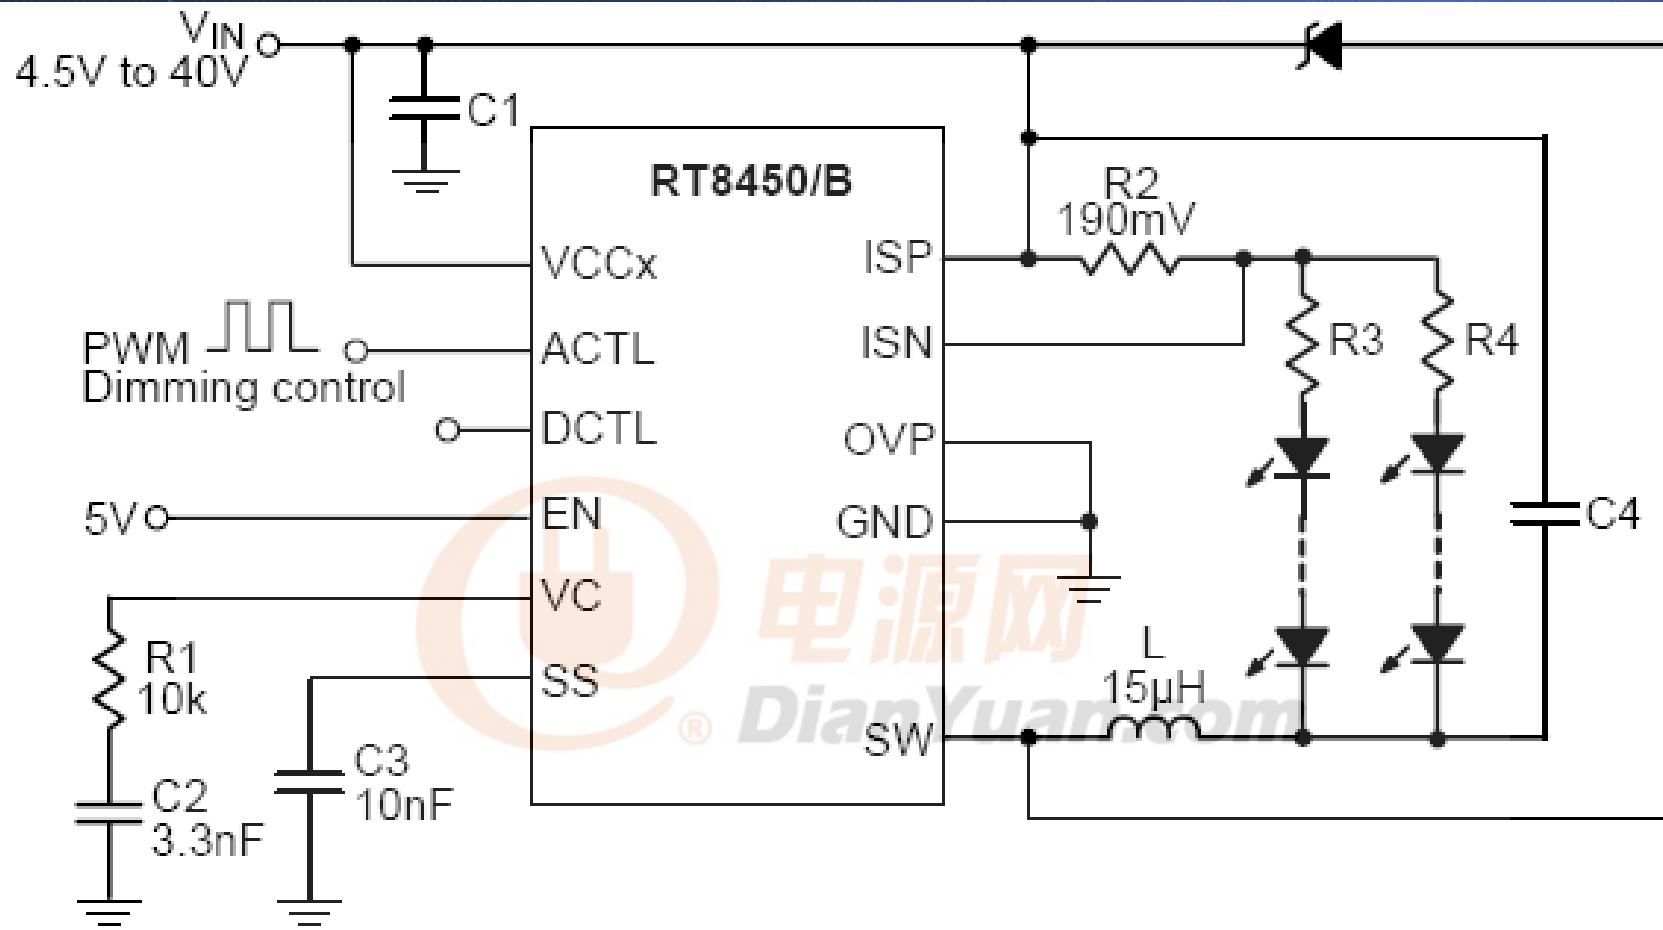 VIN
4.5V to 40V
C1
RT8450/B
R2
190mV
VCCx
ISP
PWM
Dimming control
ACTL
ISN
R3
R4
DCTL
OVP
5V
EN
GND
C4
VC
电源网
R1
10k
SS
L
15µH
® DianYuan.com
SW
C3
10nF
C2
3.3nF